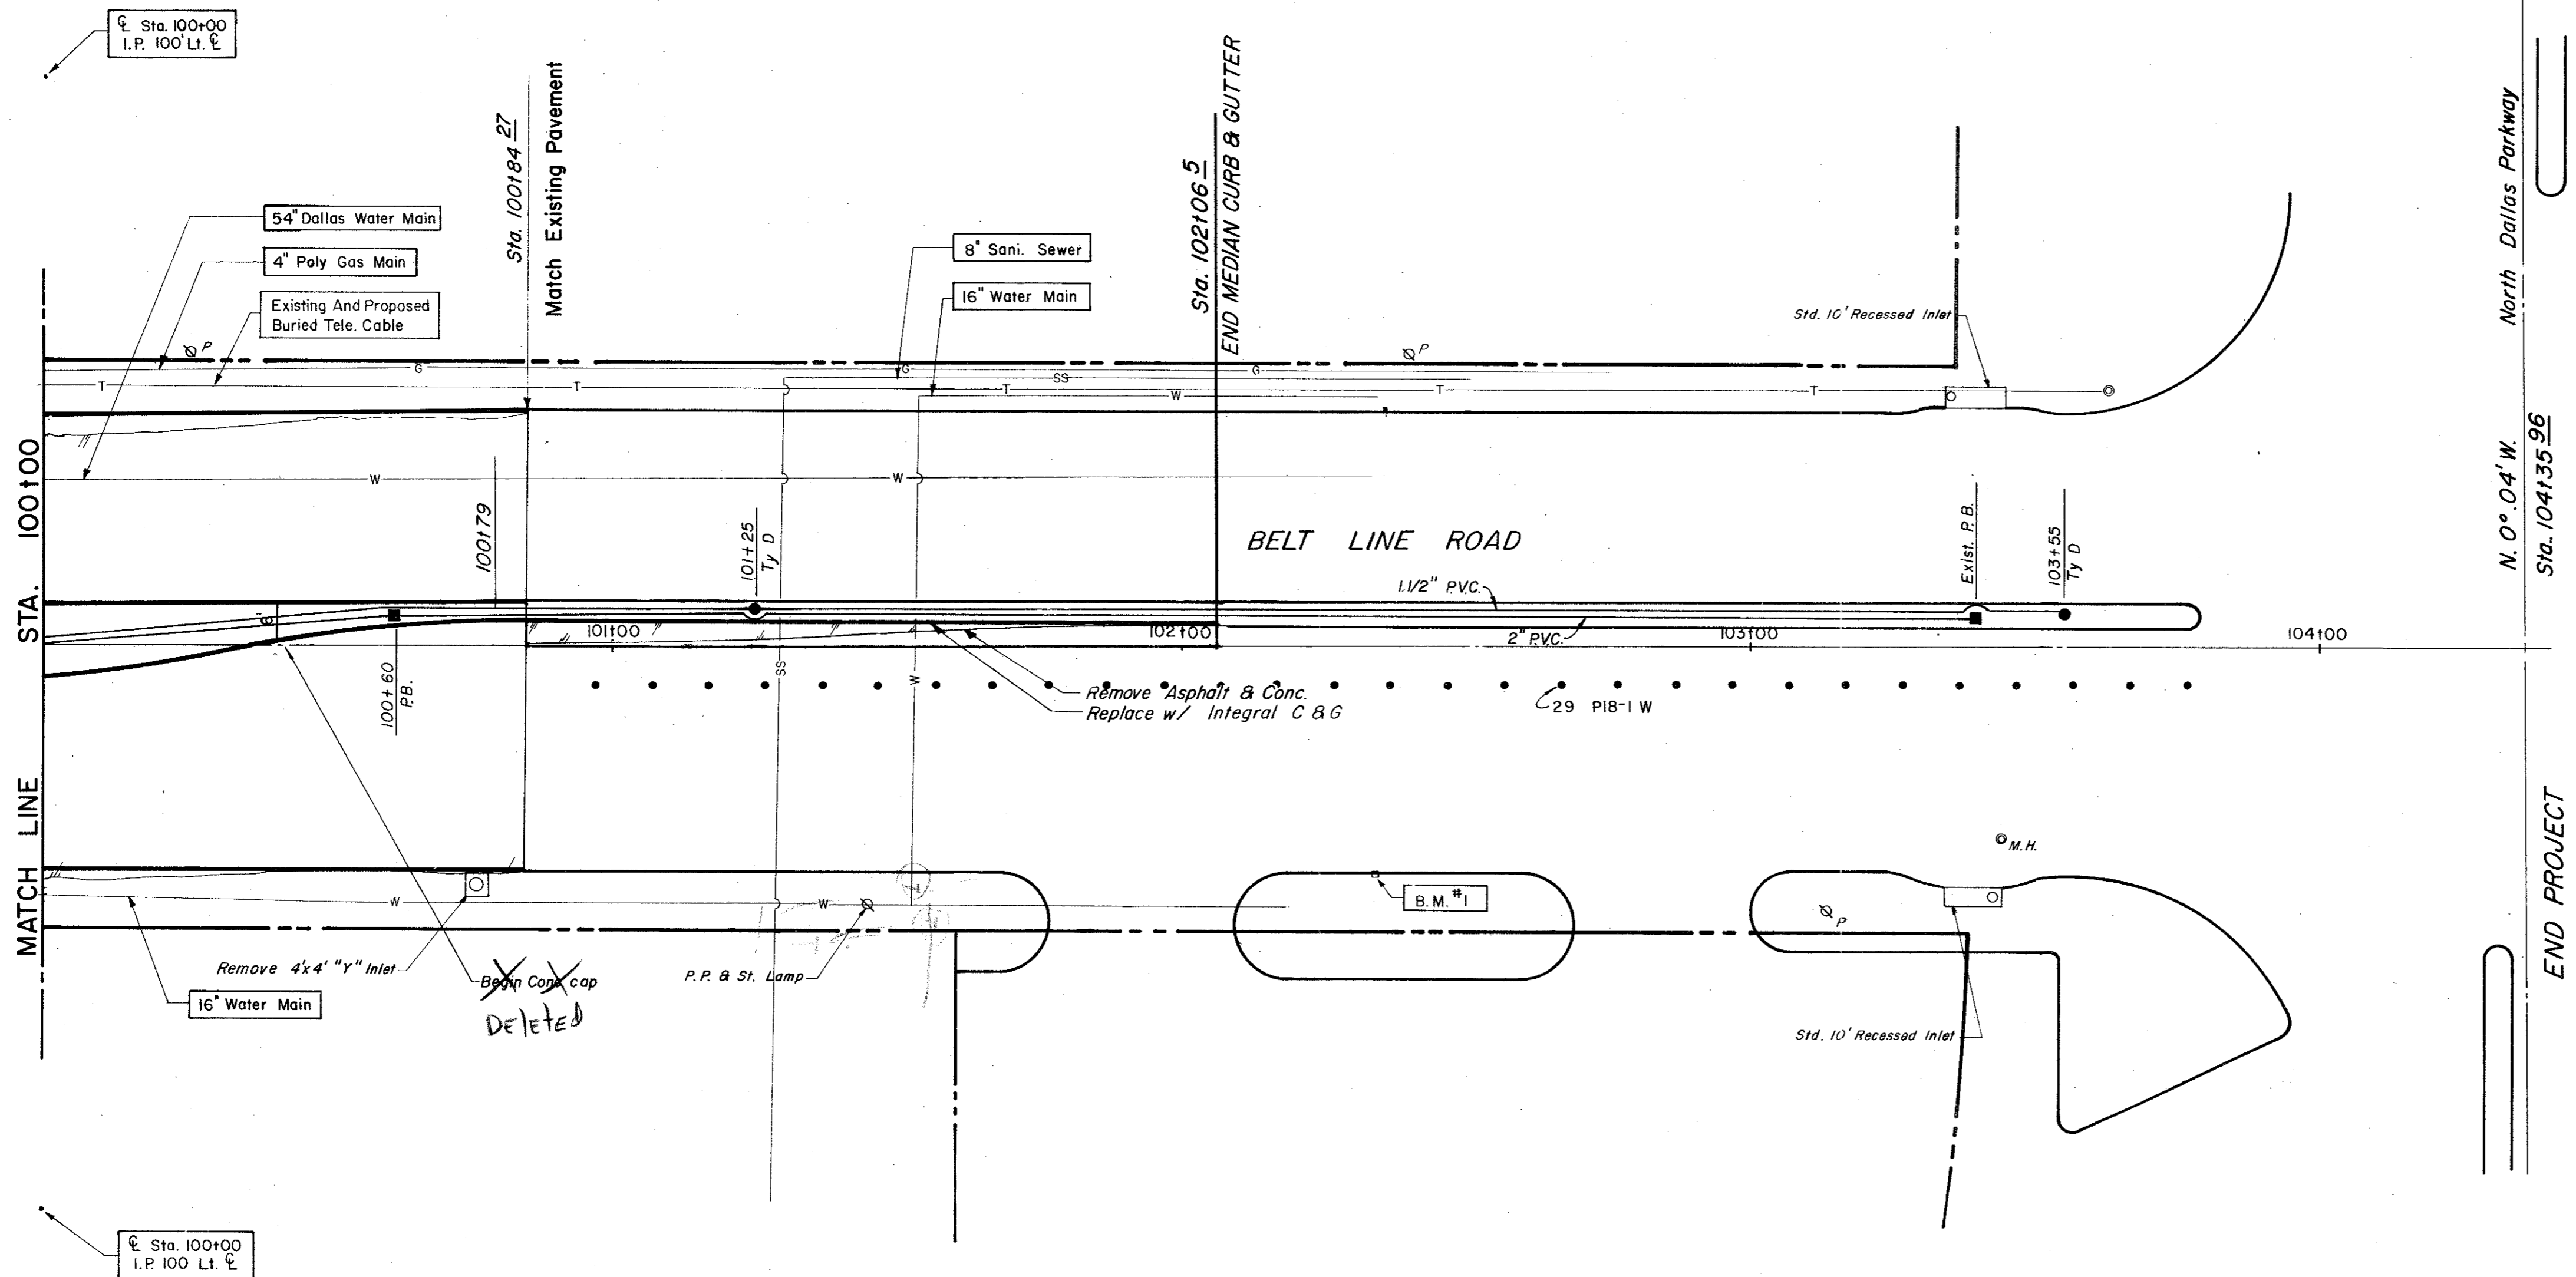 ℄ Sta. 100+00
I.P. 100' Lt. ℄
54" Dallas Water Main
4" Poly Gas Main
Existing And Proposed
Buried Tele. Cable
Sta. 100+84 27
Match Existing Pavement
8" Sani. Sewer
16" Water Main
Sta. 102+06 5
END MEDIAN CURB & GUTTER
Std. 10' Recessed Inlet
North Dallas Parkway
N. 0°.04' W.
Sta. 104+35 96
END PROJECT
P
P
G
G
G
T
T
SS
T
W
T
T
W
W
MATCH LINE STA. 100+00
100+79
101+25
Ty D
BELT LINE ROAD
Exist. P.B.
103+55
Ty D
1.1/2" P.V.C.
2" P.V.C.
101+00
102+00
103+00
104+00
100+60
P.B.
SS
W
Remove Asphalt & Conc.
Replace w/ Integral C & G
29 P18-1 W
M.H.
B.M. #1
W
W
P
Remove 4'x4' "Y" Inlet
Begin Conc cap
DELETED
P.P. & St. Lamp
16" Water Main
Std. 10' Recessed Inlet
℄ Sta. 100+00
I.P. 100 Lt. ℄